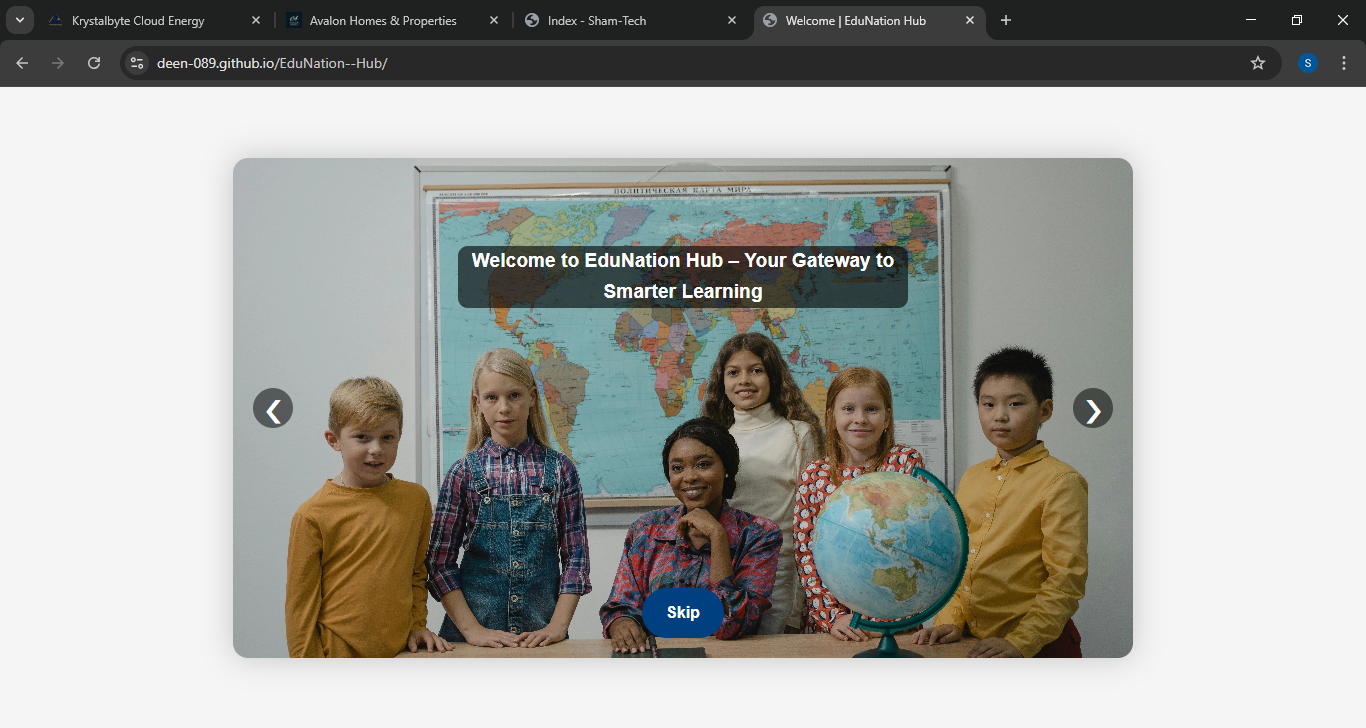 Krystalbyte Cloud Energy
Avalon Homes & Properties
Index - Sham-Tech
Welcome | EduNation Hub
deen-089.github.io/EduNation--Hub/
S
ПОЛИТИЧЕСКАЯ КАРТА МИРА
Welcome to EduNation Hub – Your Gateway to
Smarter Learning
Skip